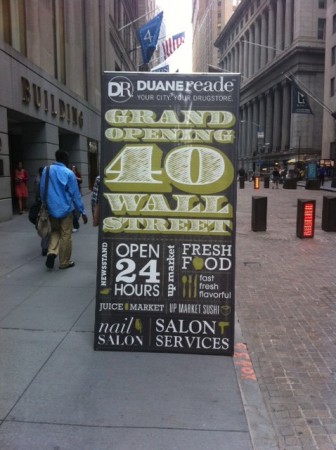 BUILDING
DR DUANEreade
YOUR CITY. YOUR DRUGSTORE.
GRAND
OPENING
40
WALL
STREET
NEWSSTAND
OPEN
24
HOURS
up market
FRESH
FOOD
fast
fresh
flavorful
JUICE MARKET
UP MARKET SUSHI
nail
SALON
SALON
SERVICES